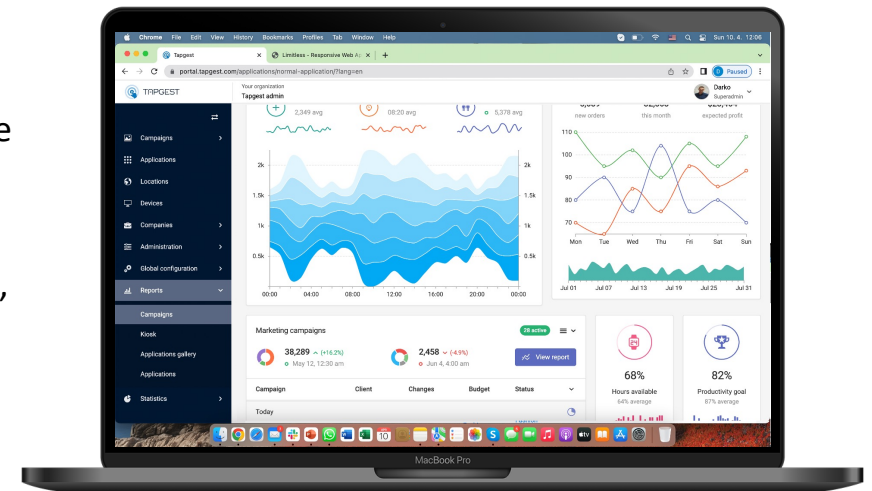 Chrome File Edit View History Bookmarks Profiles Tab Window Help Sun 10. 4. 12:06
Tapgest Limitless - Responsive Web A
portal.tapgest.com/applications/normal-application/?lang=en Paused
TAPGEST
Your organization
Tapgest admin
Darko
Superadmin
e
,
Campaigns
Applications
Locations
Devices
Companies
Administration
Global configuration
Reports
Campaigns
Kiosk
Applications gallery
Applications
Statistics
2,349 avg 08:20 avg 5,378 avg
2k 2k
1.5k 1.5k
1k 1k
0.5k 0.5k
00:00 04:00 08:00 12:00 16:00 20:00 00:00
new orders this month expected profit
110
100
90
80
70
Mon Tue Wed Thu Fri Sat Sun
Jul 01 Jul 07 Jul 13 Jul 19 Jul 25 Jul 31
Marketing campaigns 28 active
38,289 (+16.2%) 2,458 (-4.9%) View report
May 12, 12:30 am Jun 4, 4:00 am
Campaign Client Changes Budget Status
Today
68%
Hours available
64% average
82%
Productivity goal
87% average
MacBook Pro